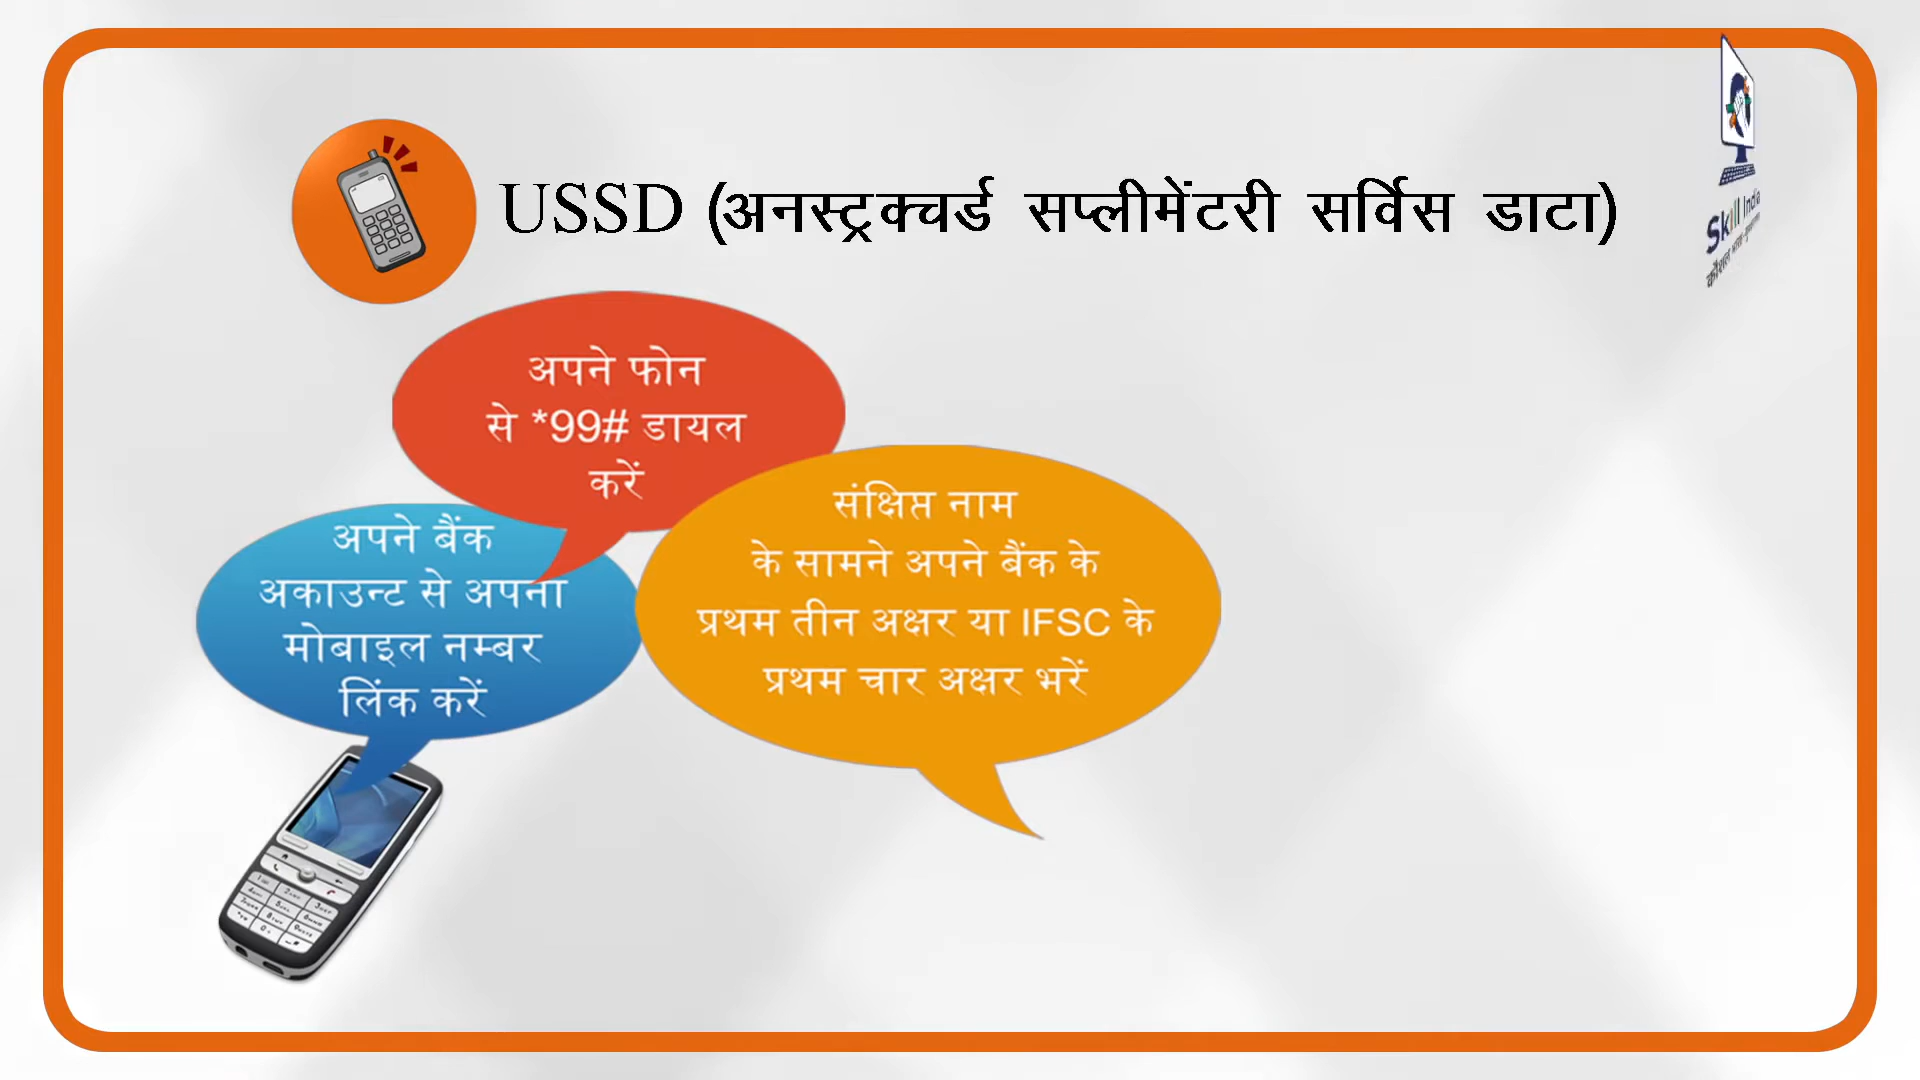 USSD (अनस्ट्रक्चर्ड सप्लीमेंटरी सर्विस डाटा)
Skill India
अपने फोन
से *99# डायल
करें
अपने बैंक
अकाउन्ट से अपना
मोबाइल नम्बर
लिंक करें
संक्षिप्त नाम
के सामने अपने बैंक के
प्रथम तीन अक्षर या IFSC के
प्रथम चार अक्षर भरें